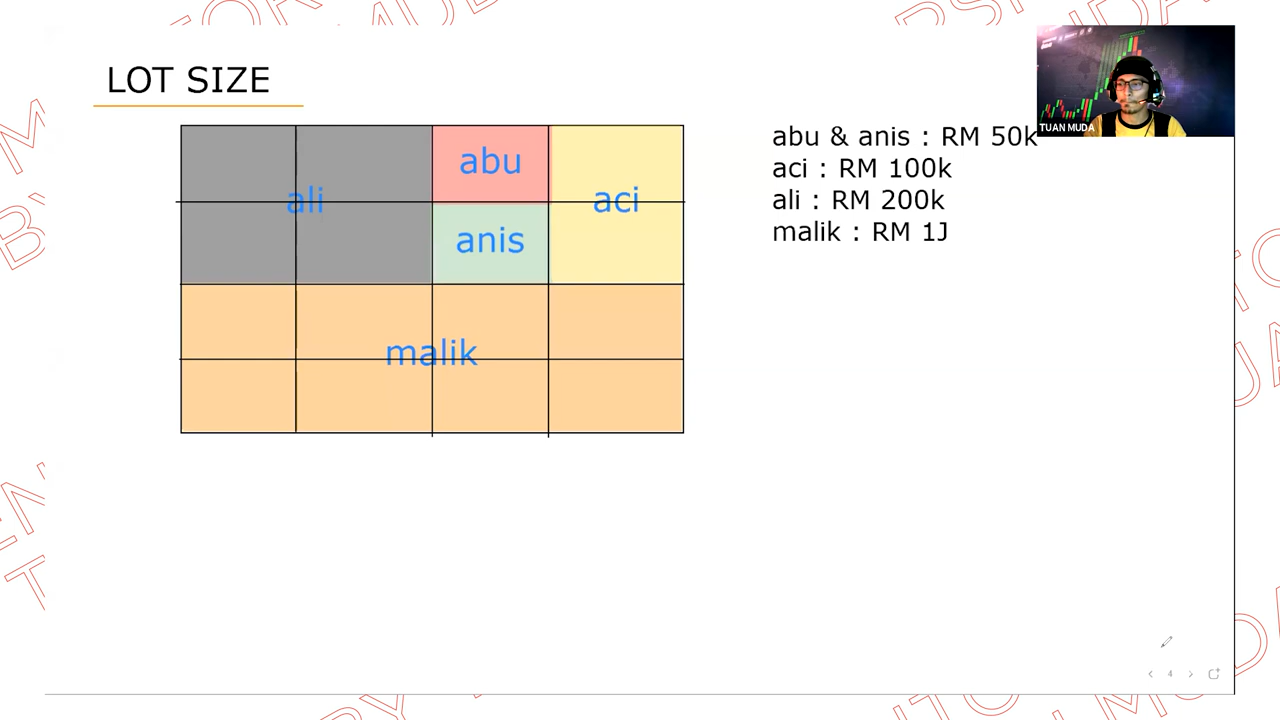 LOT SIZE
TUAN MUDA
abu & anis : RM 50k
aci : RM 100k
ali : RM 200k
malik : RM 1J
abu
ali
aci
anis
malik
4